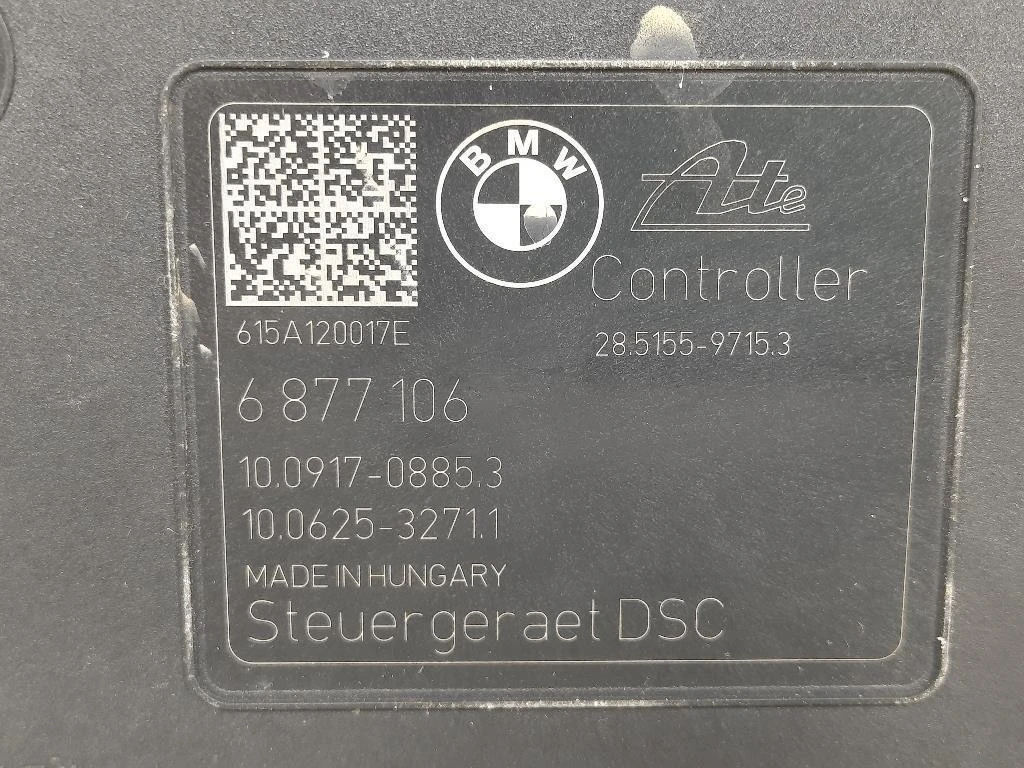 BMW
Ate
Controller
615A120017E
28.5155-9715.3
6 877 106
10.0917-0885.3
10.0625-3271.1
MADE IN HUNGARY
Steuergeraet DSC